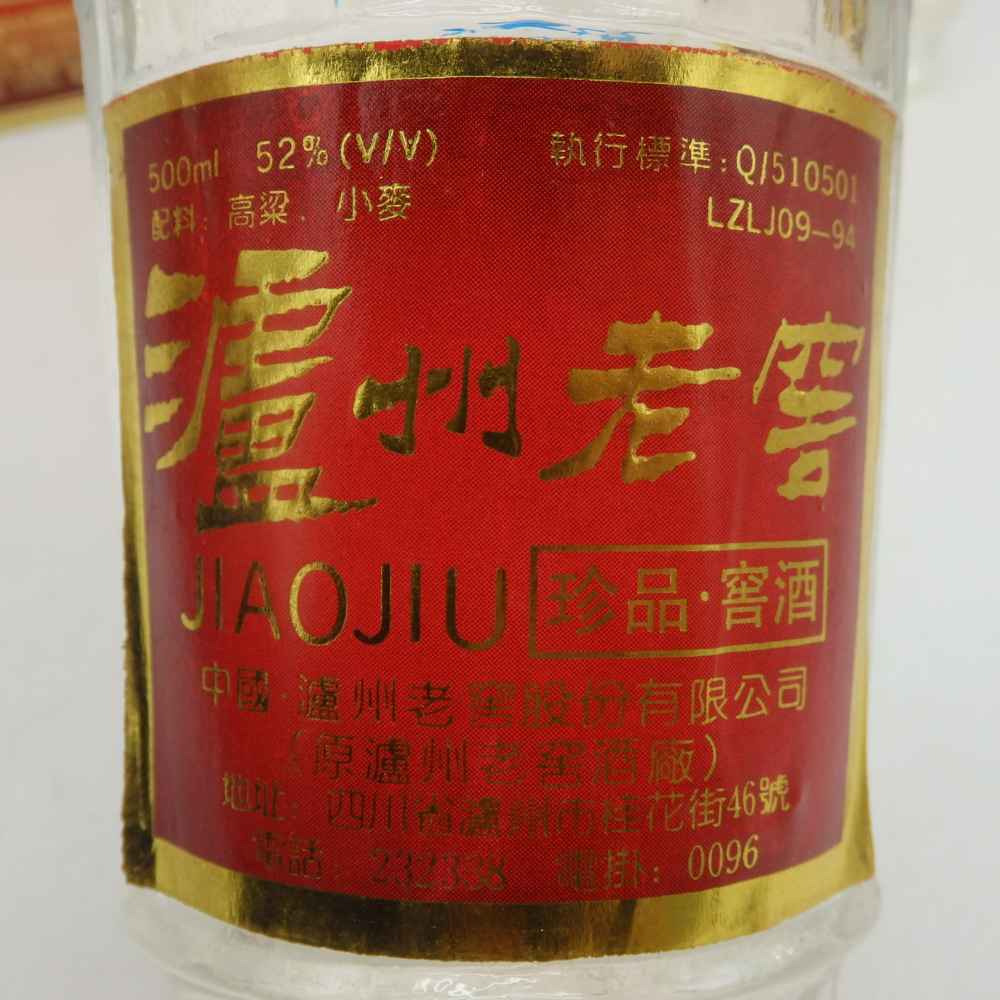 500ml 52%(V/V) 執行標準:Q/510501
配料:高粱、小麥 LZLJ09-94
瀘州老窖
JIAOJIU 珍品·窖酒
中國·瀘州老窖股份有限公司
(原瀘州老窖酒廠)
地址:四川省瀘州市桂花街46號
電話:232338 電掛:0096